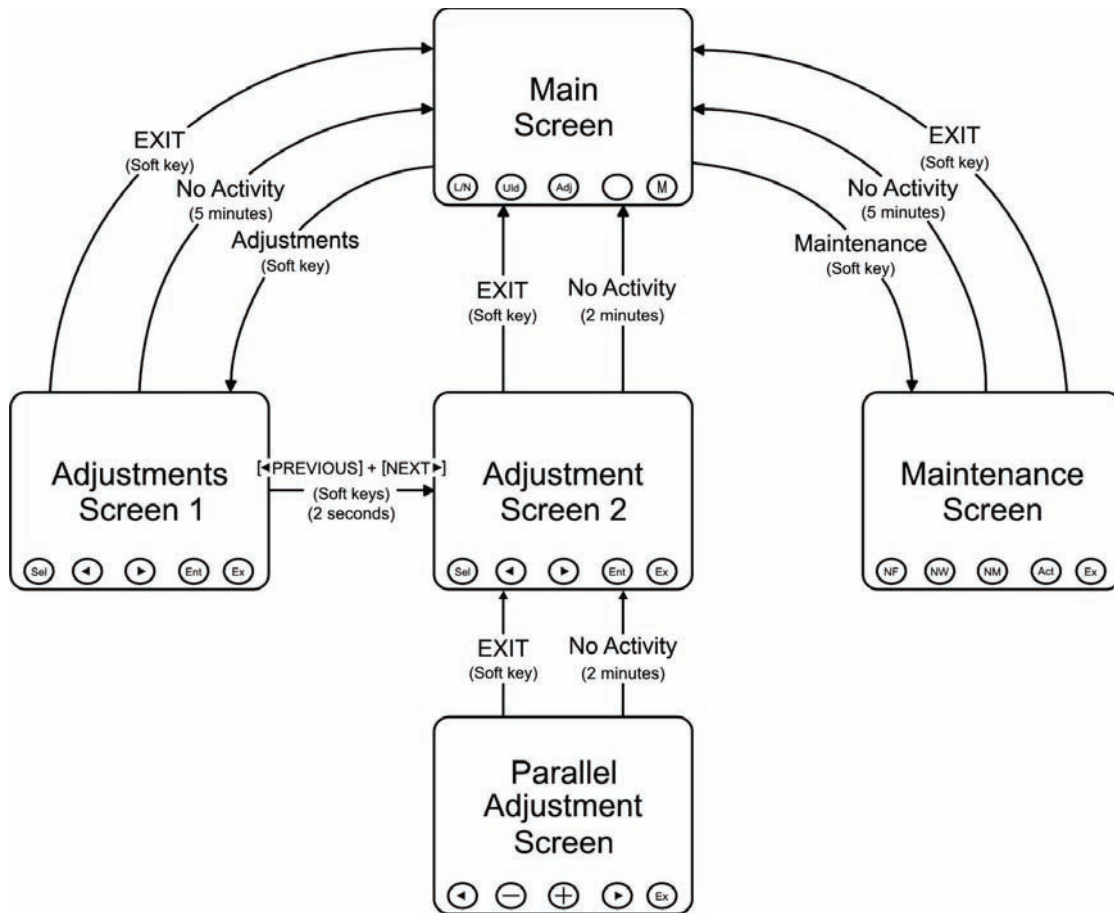 Main
Screen
L/N Uld Adj M
EXIT
(Soft key)
No Activity
(5 minutes)
Adjustments
(Soft key)
EXIT
(Soft key)
No Activity
(2 minutes)
EXIT
(Soft key)
No Activity
(5 minutes)
Maintenance
(Soft key)
Adjustments
Screen 1
Sel ◄ ► Ent Ex
[◄PREVIOUS] + [NEXT►]
(Soft keys)
(2 seconds)
Adjustment
Screen 2
Sel ◄ ► Ent Ex
Maintenance
Screen
NF NW NM Act Ex
EXIT
(Soft key)
No Activity
(2 minutes)
Parallel
Adjustment
Screen
◄ − + ► Ex